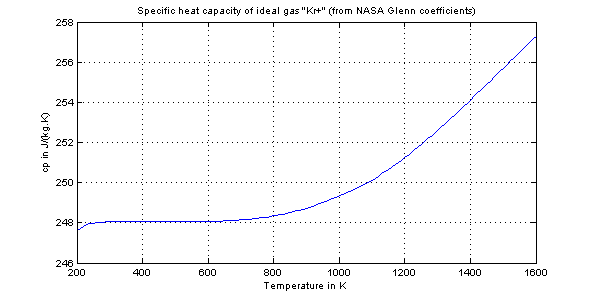 Specific heat capacity of ideal gas "Kr+" (from NASA Glenn coefficients)
258
256
254
252
250
248
246
cp in J/(kg.K)
200 400 600 800 1000 1200 1400 1600
Temperature in K